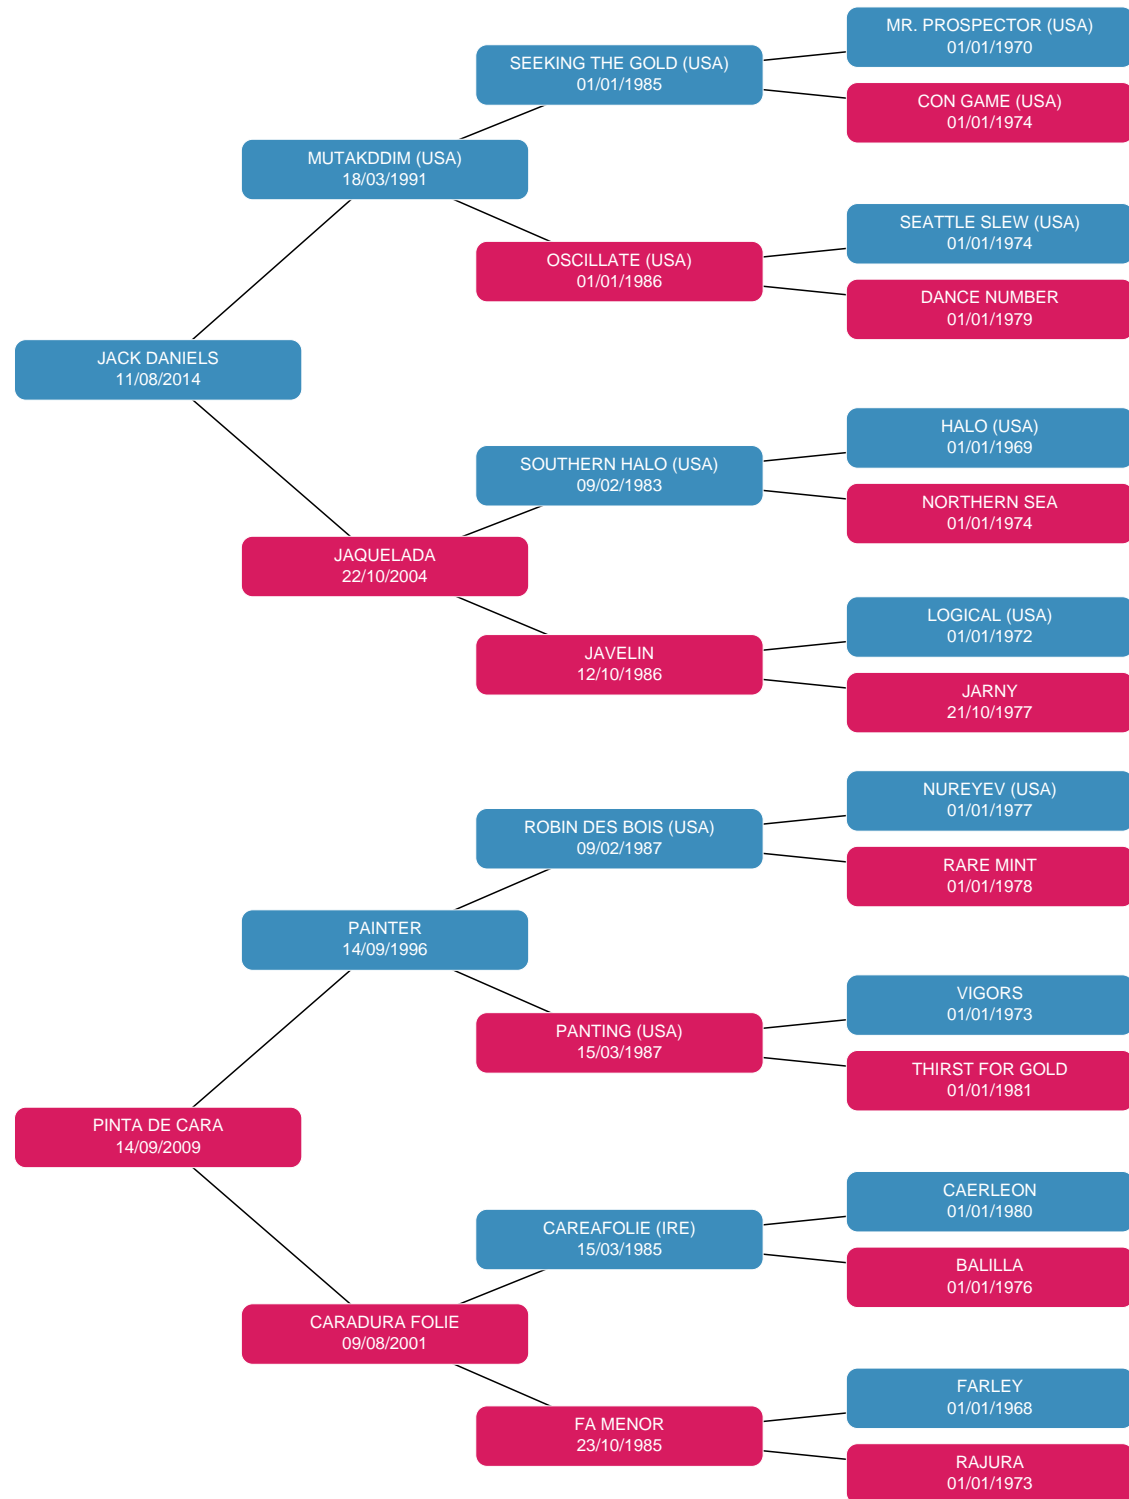 MR. PROSPECTOR (USA)
01/01/1970
SEEKING THE GOLD (USA)
01/01/1985
CON GAME (USA)
01/01/1974
MUTAKDDIM (USA)
18/03/1991
SEATTLE SLEW (USA)
01/01/1974
OSCILLATE (USA)
01/01/1986
DANCE NUMBER
01/01/1979
JACK DANIELS
11/08/2014
HALO (USA)
01/01/1969
SOUTHERN HALO (USA)
09/02/1983
NORTHERN SEA
01/01/1974
JAQUELADA
22/10/2004
LOGICAL (USA)
01/01/1972
JAVELIN
12/10/1986
JARNY
21/10/1977
NUREYEV (USA)
01/01/1977
ROBIN DES BOIS (USA)
09/02/1987
RARE MINT
01/01/1978
PAINTER
14/09/1996
VIGORS
01/01/1973
PANTING (USA)
15/03/1987
THIRST FOR GOLD
01/01/1981
PINTA DE CARA
14/09/2009
CAERLEON
01/01/1980
CAREAFOLIE (IRE)
15/03/1985
BALILLA
01/01/1976
CARADURA FOLIE
09/08/2001
FARLEY
01/01/1968
FA MENOR
23/10/1985
RAJURA
01/01/1973